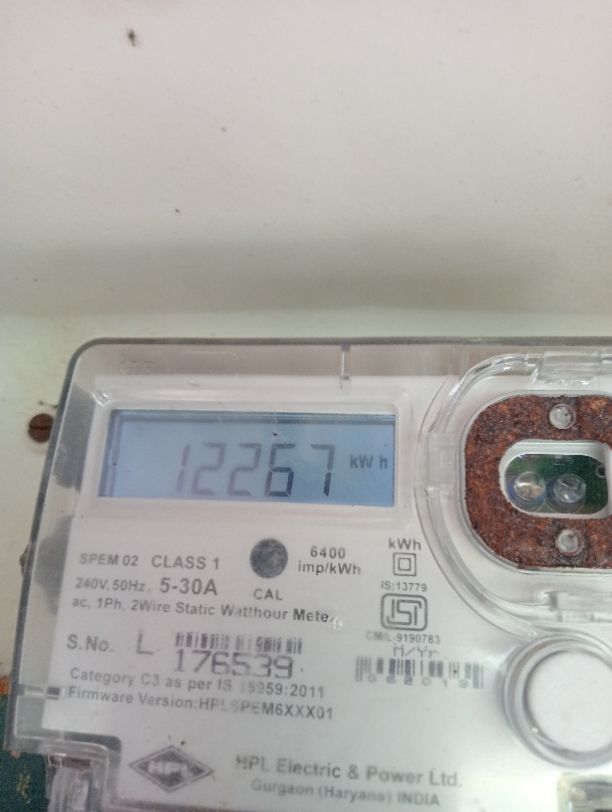 12267 kWh
SPEM 02 CLASS 1
240V, 50Hz. 5-30A
CAL
6400
imp/kWh
kWh
IS:13779
ac, 1Ph, 2Wire Static Watthour Meter
ISI
CM/L-9190783
S.No. L 176539
M/Yr
Category C3 as per IS 15959:2011
Firmware Version:HPLSPEM6XXX01
HPL
HPL Electric & Power Ltd.
Gurgaon (Haryana) INDIA